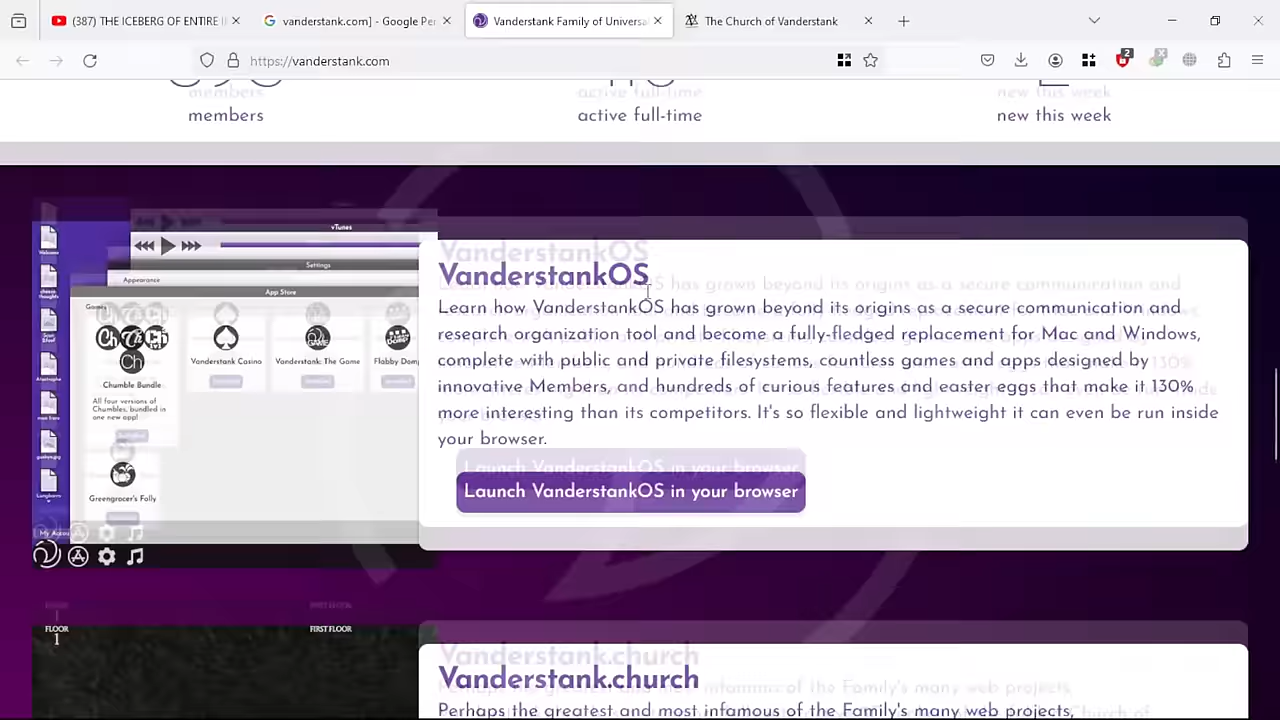 (387) THE ICEBERG OF ENTIRE I
vanderstank.com] - Google Pe
Vanderstank Family of Universa
The Church of Vanderstank
https://vanderstank.com
2
members
active full-time
new this week
vTunes
Settings
Appearance
App Store
Games
Chumble Bundle
All four versions of
Chumbles, bundled in
one new app!
Vanderstank Casino
Vanderstank: The Game
Greengrocer's Folly
VanderstankOS
Learn how VanderstankOS has grown beyond its origins as a secure communication and
research organization tool and become a fully-fledged replacement for Mac and Windows,
complete with public and private filesystems, countless games and apps designed by
innovative Members, and hundreds of curious features and easter eggs that make it 130%
more interesting than its competitors. It's so flexible and lightweight it can even be run inside
your browser.
Launch VanderstankOS in your browser
FLOOR
1
FIRST FLOOR
Vanderstank.church
Perhaps the greatest and most infamous of the Family's many web projects,